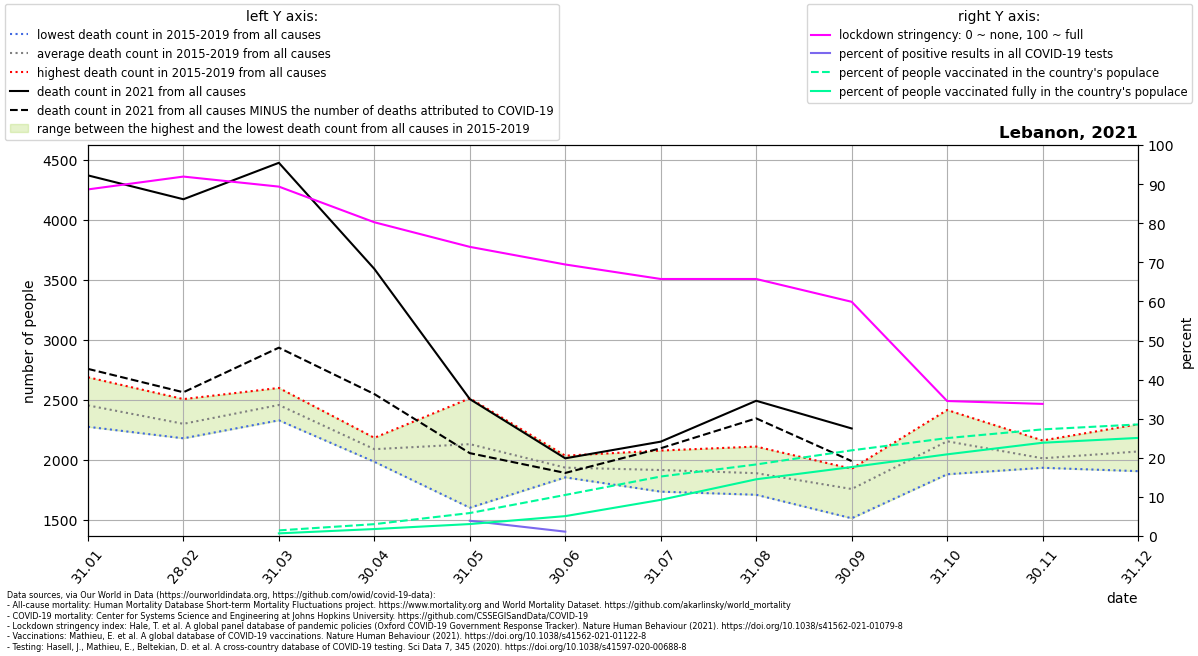 left Y axis:
lowest death count in 2015-2019 from all causes
average death count in 2015-2019 from all causes
highest death count in 2015-2019 from all causes
death count in 2021 from all causes
death count in 2021 from all causes MINUS the number of deaths attributed to COVID-19
range between the highest and the lowest death count from all causes in 2015-2019
right Y axis:
lockdown stringency: 0 ~ none, 100 ~ full
percent of positive results in all COVID-19 tests
percent of people vaccinated in the country's populace
percent of people vaccinated fully in the country's populace
Lebanon, 2021
number of people
4500
4000
3500
3000
2500
2000
1500
100
90
80
70
60
50
40
30
20
10
0
percent
31.01
28.02
31.03
30.04
31.05
30.06
31.07
31.08
30.09
31.10
30.11
31.12
date
Data sources, via Our World in Data (https://ourworldindata.org, https://github.com/owid/covid-19-data):
- All-cause mortality: Human Mortality Database Short-term Mortality Fluctuations project. https://www.mortality.org and World Mortality Dataset. https://github.com/akarlinsky/world_mortality
- COVID-19 mortality: Center for Systems Science and Engineering at Johns Hopkins University. https://github.com/CSSEGISandData/COVID-19
- Lockdown stringency index: Hale, T. et al. A global panel database of pandemic policies (Oxford COVID-19 Government Response Tracker). Nature Human Behaviour (2021). https://doi.org/10.1038/s41562-021-01079-8
- Vaccinations: Mathieu, E. et al. A global database of COVID-19 vaccinations. Nature Human Behaviour (2021). https://doi.org/10.1038/s41562-021-01122-8
- Testing: Hasell, J., Mathieu, E., Beltekian, D. et al. A cross-country database of COVID-19 testing. Sci Data 7, 345 (2020). https://doi.org/10.1038/s41597-020-00688-8